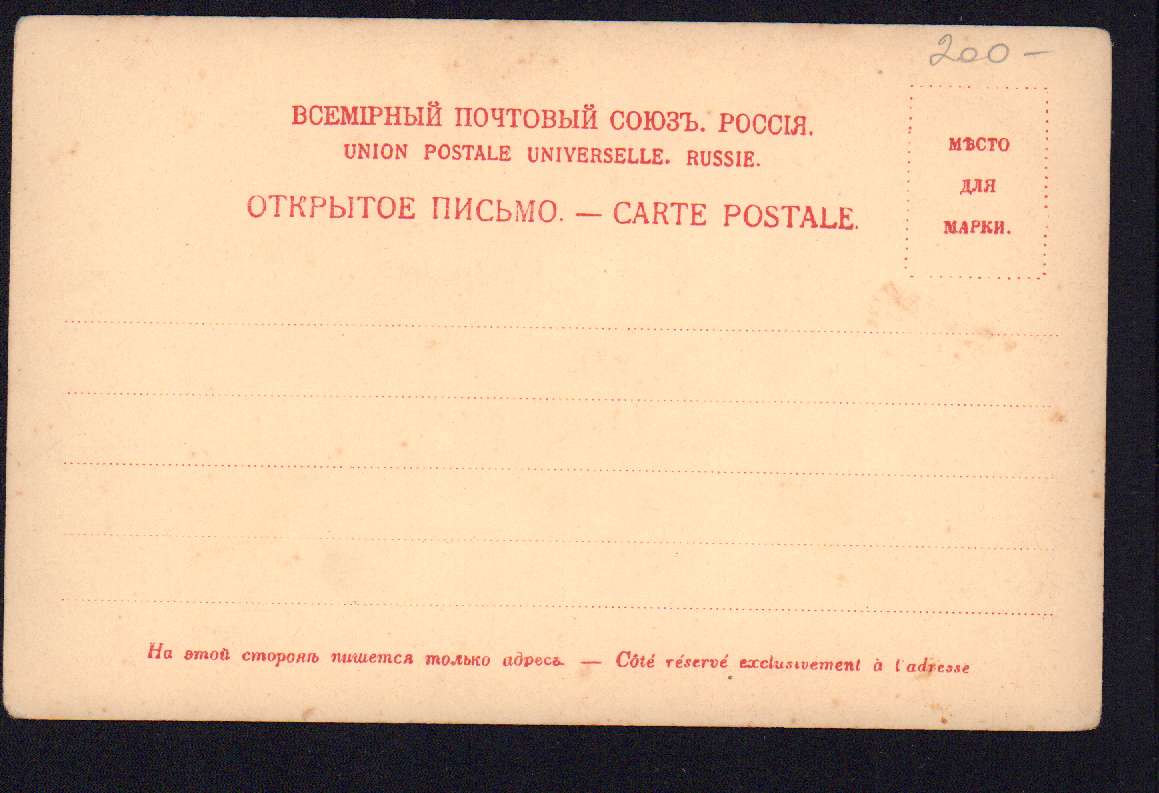 200 –
ВСЕМІРНЫЙ ПОЧТОВЫЙ СОЮЗЪ. РОССІЯ.
UNION POSTALE UNIVERSELLE. RUSSIE.
ОТКРЫТОЕ ПИСЬМО. — CARTE POSTALE.
МѢСТО
ДЛЯ
МАРКИ.
На этой сторонѣ пишется только адресъ. — Côté réservé exclusivement à l'adresse